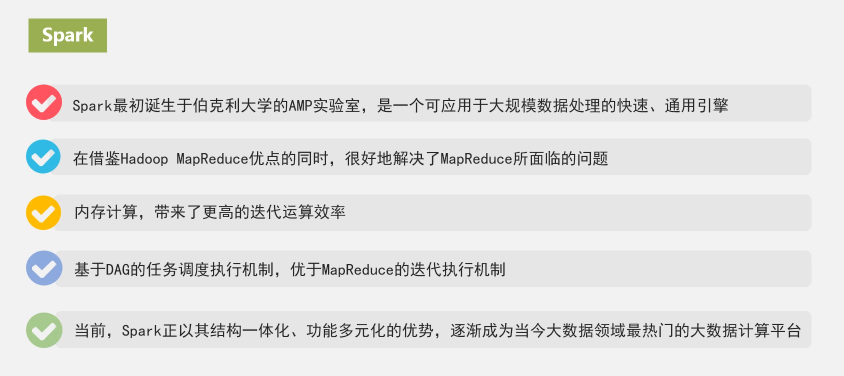 Spark
Spark最初诞生于伯克利大学的AMP实验室，是一个可应用于大规模数据处理的快速、通用引擎
在借鉴Hadoop MapReduce优点的同时，很好地解决了MapReduce所面临的问题
内存计算，带来了更高的迭代运算效率
基于DAG的任务调度执行机制，优于MapReduce的迭代执行机制
当前，Spark正以其结构一体化、功能多元化的优势，逐渐成为当今大数据领域最热门的大数据计算平台